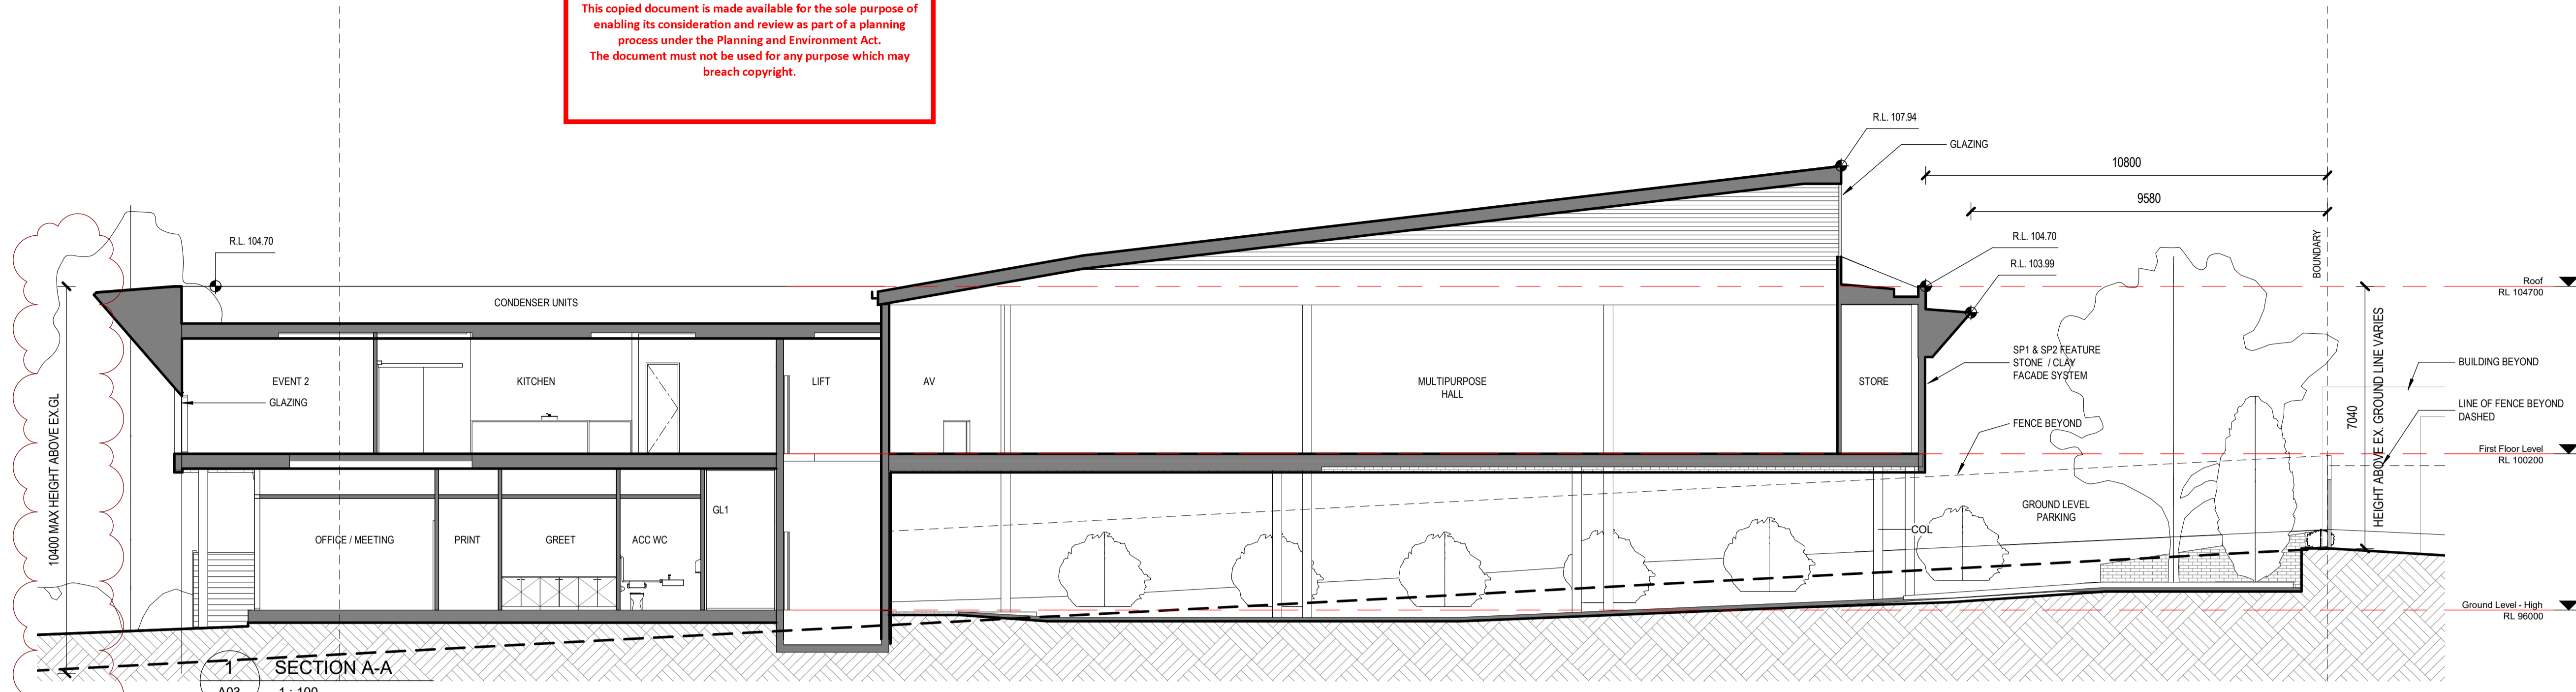 This copied document is made available for the sole purpose of
enabling its consideration and review as part of a planning
process under the Planning and Environment Act.
The document must not be used for any purpose which may
breach copyright.
R.L. 107.94
GLAZING
10800
9580
R.L. 104.70
R.L. 104.70
R.L. 103.99
BOUNDARY
Roof
RL 104700
CONDENSER UNITS
10400 MAX HEIGHT ABOVE EX.GL
EVENT 2
GLAZING
KITCHEN
LIFT
AV
MULTIPURPOSE
HALL
STORE
SP1 & SP2 FEATURE
STONE / CLAY
FACADE SYSTEM
FENCE BEYOND
7040
HEIGHT ABOVE EX. GROUND LINE VARIES
BUILDING BEYOND
LINE OF FENCE BEYOND
DASHED
First Floor Level
RL 100200
OFFICE / MEETING
PRINT
GREET
ACC WC
GL1
COL
GROUND LEVEL
PARKING
Ground Level - High
RL 96000
1
SECTION A-A
A03
1 : 100